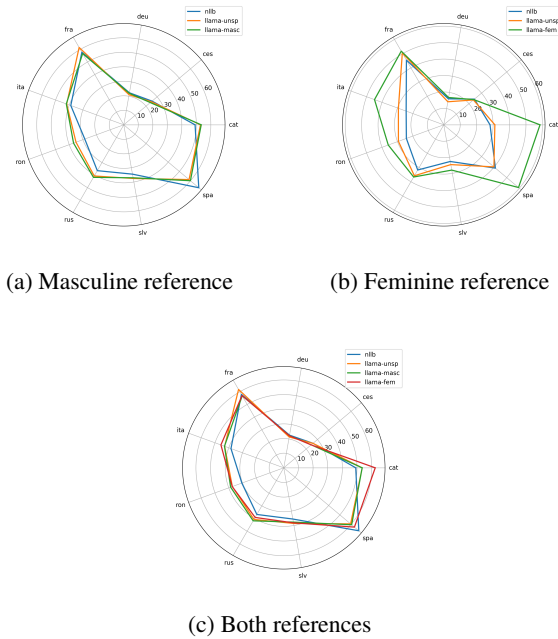 nllb
llama-unsp
llama-masc
deu
fra
ces
ita
cat
ron
spa
rus
slv
10
20
30
40
50
60
(a) Masculine reference
nllb
llama-unsp
llama-fem
deu
fra
ces
ita
cat
ron
spa
rus
slv
10
20
30
40
50
60
(b) Feminine reference
nllb
llama-unsp
llama-masc
llama-fem
deu
fra
ces
ita
cat
ron
spa
rus
slv
10
20
30
40
50
60
(c) Both references